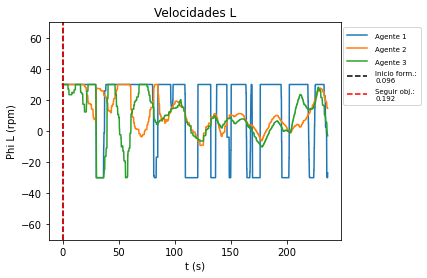 Velocidades L
Phi L (rpm)
60
40
20
0
−20
−40
−60
0
50
100
150
200
t (s)
Agente 1
Agente 2
Agente 3
Inicio form.:
0.096
Seguir obj.:
0.192